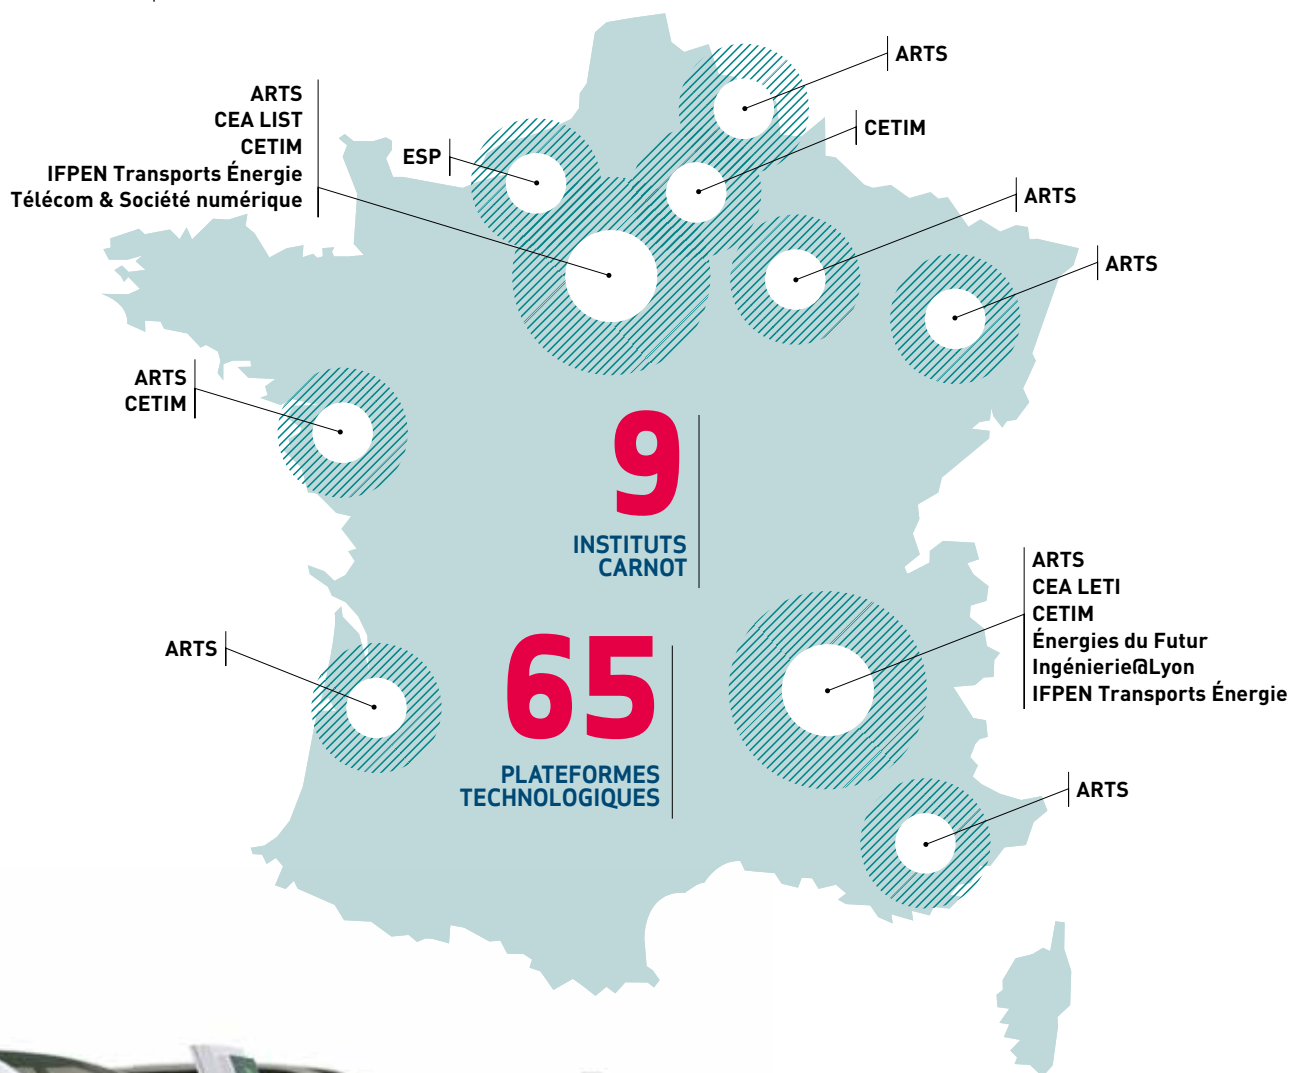 ARTS
ARTS
CEA LIST
CETIM
IFPEN Transports Énergie
Télécom & Société numérique
CETIM
ESP
ARTS
ARTS
ARTS
CETIM
9
INSTITUTS
CARNOT
ARTS
CEA LETI
CETIM
Énergies du Futur
Ingénierie@Lyon
IFPEN Transports Énergie
ARTS
65
PLATEFORMES
TECHNOLOGIQUES
ARTS